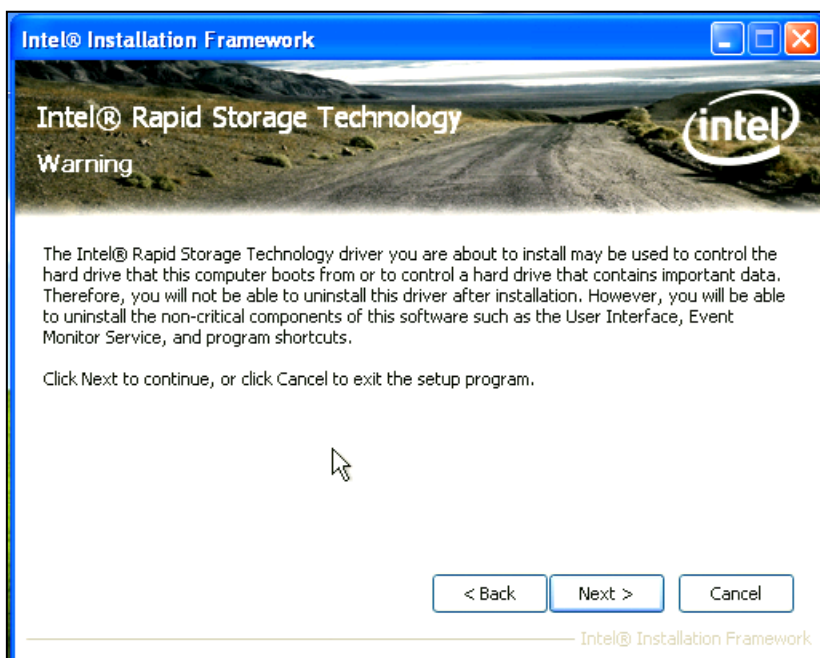 Intel® Installation Framework
Intel® Rapid Storage Technology
intel
Warning
The Intel® Rapid Storage Technology driver you are about to install may be used to control the
hard drive that this computer boots from or to control a hard drive that contains important data.
Therefore, you will not be able to uninstall this driver after installation. However, you will be able
to uninstall the non-critical components of this software such as the User Interface, Event
Monitor Service, and program shortcuts.
Click Next to continue, or click Cancel to exit the setup program.
< Back Next > Cancel
Intel® Installation Framework